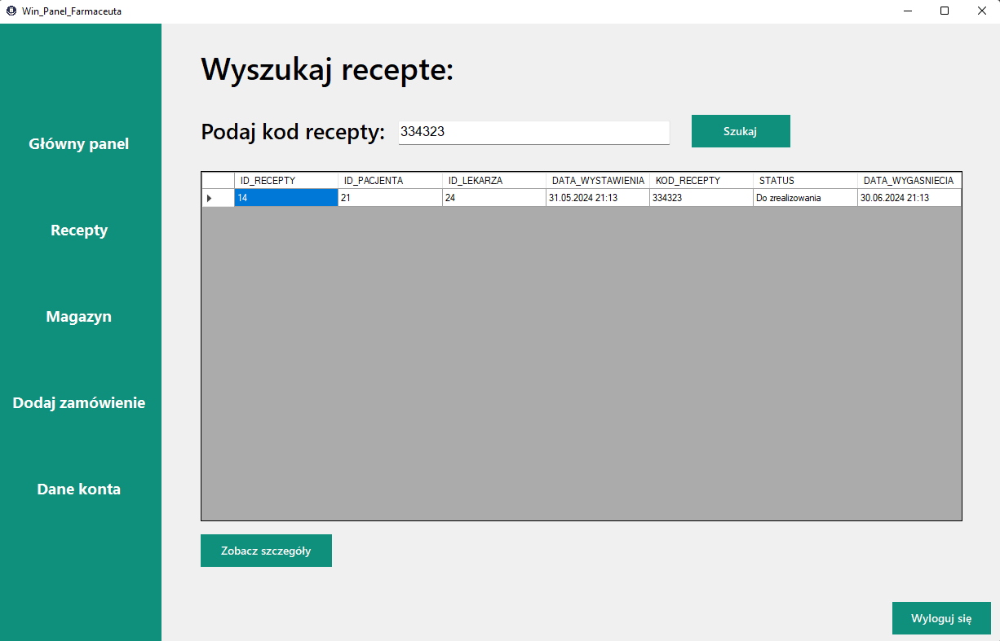 Win_Panel_Farmaceuta
Główny panel
Recepty
Magazyn
Dodaj zamówienie
Dane konta
Wyszukaj recepte:
Podaj kod recepty: 334323 Szukaj
ID_RECEPTY ID_PACJENTA ID_LEKARZA DATA_WYSTAWIENIA KOD_RECEPTY STATUS DATA_WYGASNIECIA
14 21 24 31.05.2024 21:13 334323 Do zrealizowania 30.06.2024 21:13
Zobacz szczegóły
Wyloguj się